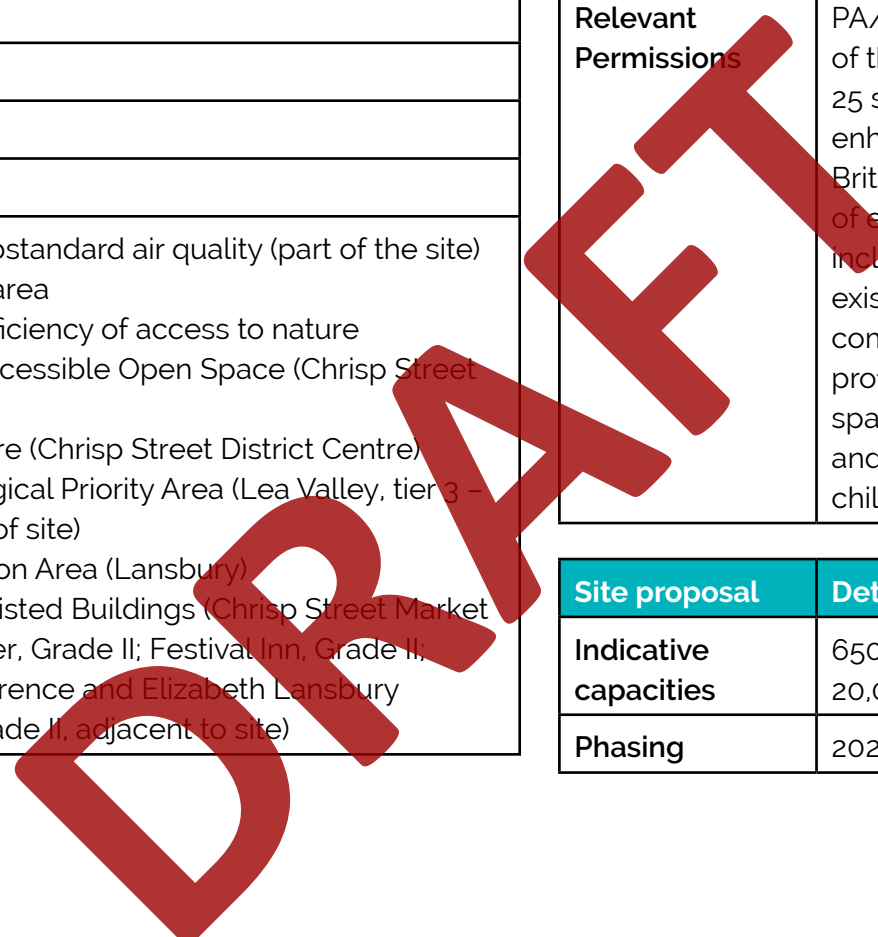 ostandard air quality (part of the site)
area
ficiency of access to nature
ccessible Open Space (Chrisp Street
re (Chrisp Street District Centre)
gical Priority Area (Lea Valley, tier 3 –
of site)
on Area (Lansbury)
isted Buildings (Chrisp Street Market
er, Grade II; Festival Inn, Grade II;
rence and Elizabeth Lansbury
ade II, adjacent to site)
Relevant
Permissions
PA/
of th
25 s
enh
Brit
of e
incl
exis
con
prov
spa
and
chil
Site proposal
Det
Indicative
capacities
650
20,0
Phasing
202
DRAFT